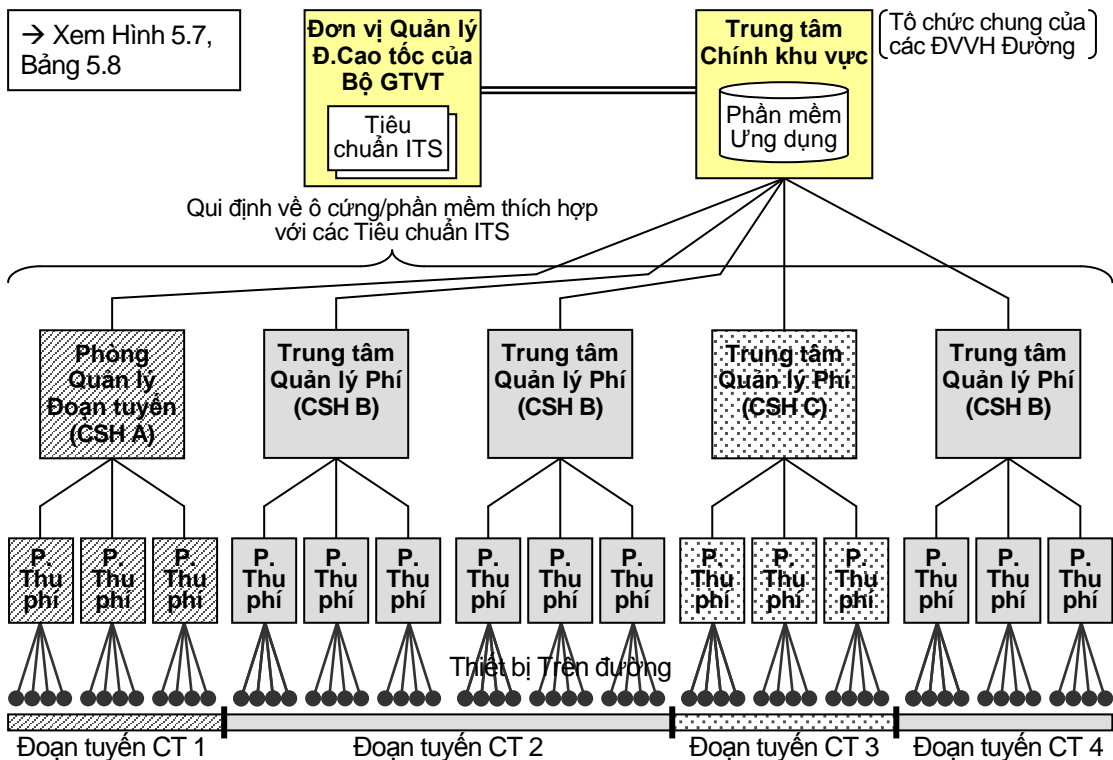 → Xem Hình 5.7,
Bảng 5.8
Đơn vị Quản lý
Đ.Cao tốc của
Bộ GTVT
Tiêu
chuẩn ITS
Trung tâm
Chính khu vực
Phần mềm
Ưng dụng
Tổ chức chung của
các ĐVVH Đường
Qui định về ô cứng/phần mềm thích hợp
với các Tiêu chuẩn ITS
Phòng
Quản lý
Đoạn tuyến
(CSH A)
Trung tâm
Quản lý Phí
(CSH B)
Trung tâm
Quản lý Phí
(CSH B)
Trung tâm
Quản lý Phí
(CSH C)
Trung tâm
Quản lý Phí
(CSH B)
P.
Thu
phí
P.
Thu
phí
P.
Thu
phí
P.
Thu
phí
P.
Thu
phí
P.
Thu
phí
P.
Thu
phí
P.
Thu
phí
P.
Thu
phí
P.
Thu
phí
P.
Thu
phí
P.
Thu
phí
P.
Thu
phí
P.
Thu
phí
P.
Thu
phí
Thiết bị Trên đường
Đoạn tuyến CT 1
Đoạn tuyến CT 2
Đoạn tuyến CT 3
Đoạn tuyến CT 4